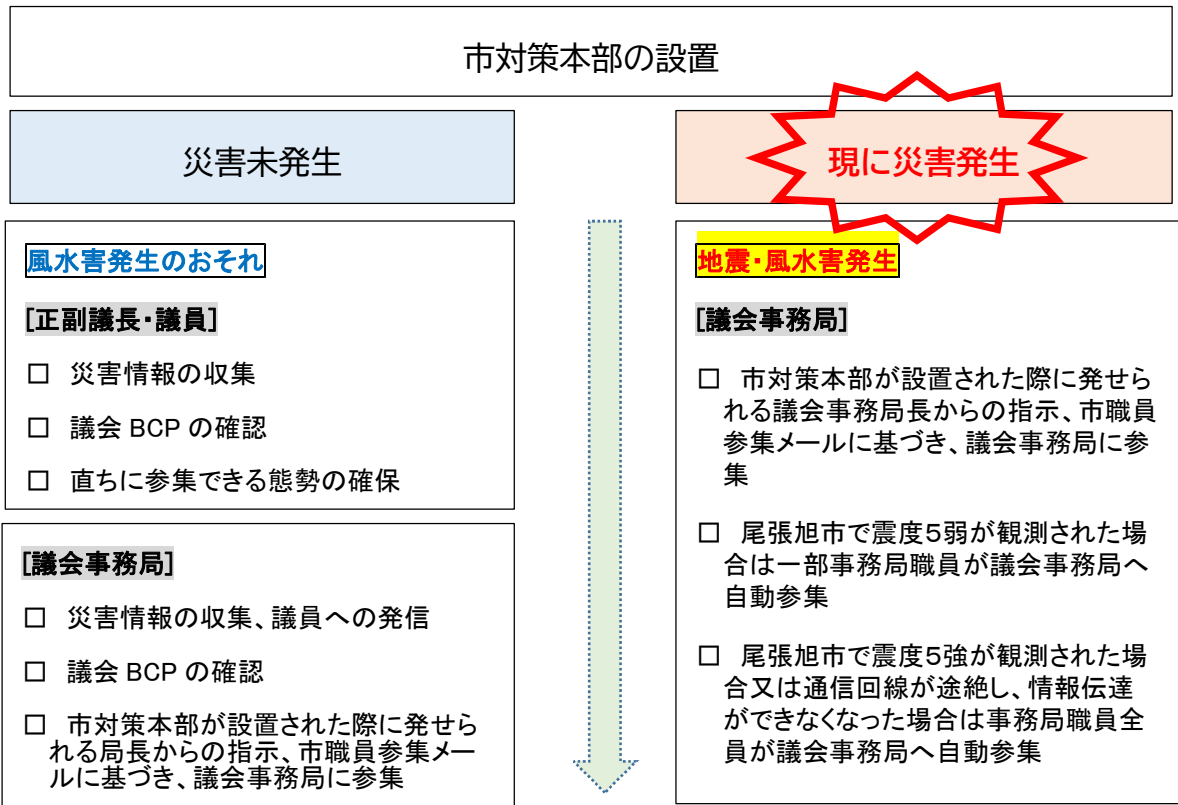 市対策本部の設置
災害未発生
風水害発生のおそれ
[正副議長・議員]
□ 災害情報の収集
□ 議会 BCP の確認
□ 直ちに参集できる態勢の確保
[議会事務局]
□ 災害情報の収集、議員への発信
□ 議会 BCP の確認
□ 市対策本部が設置された際に発せら
れる局長からの指示、市職員参集メー
ルに基づき、議会事務局に参集
現に災害発生
地震・風水害発生
[議会事務局]
□ 市対策本部が設置された際に発せら
れる議会事務局長からの指示、市職員
参集メールに基づき、議会事務局に参
集
□ 尾張旭市で震度5弱が観測された場
合は一部事務局職員が議会事務局へ
自動参集
□ 尾張旭市で震度5強が観測された場
合又は通信回線が途絶し、情報伝達
ができなくなった場合は事務局職員全
員が議会事務局へ自動参集